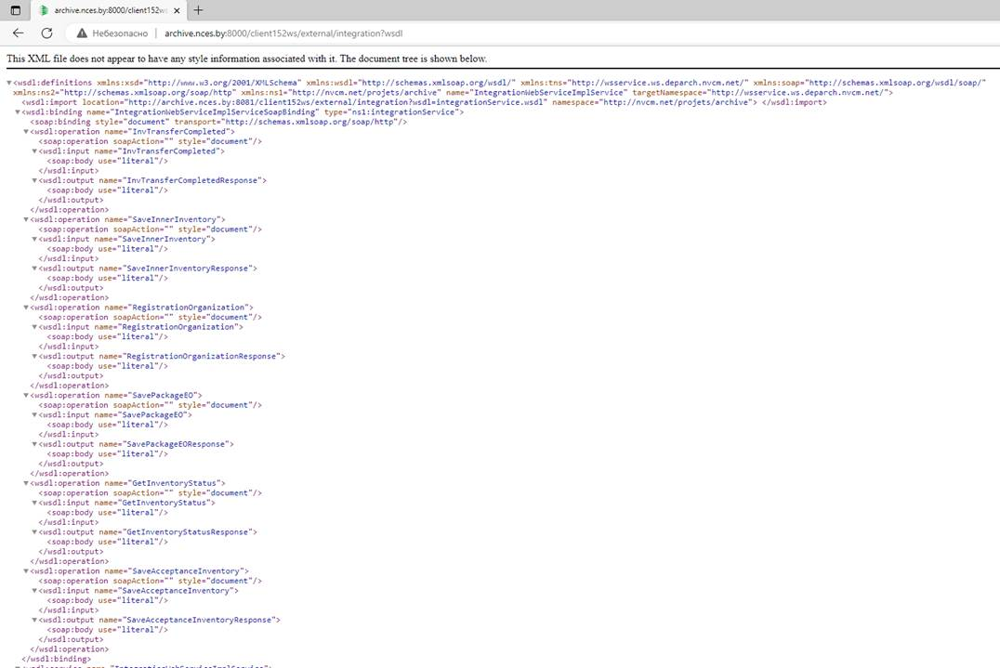 archive.nces.by:8000/client152ws
Небезопасно
archive.nces.by:8000/client152ws/external/integration?wsdl
This XML file does not appear to have any style information associated with it. The document tree is shown below.
<wsdl:definitions xmlns:xsd="http://www.w3.org/2001/XMLSchema" xmlns:wsdl="http://schemas.xmlsoap.org/wsdl/" xmlns:tns="http://wsservice.ws.deparch.nvcm.net/" xmlns:soap="http://schemas.xmlsoap.org/wsdl/soap/"
xmlns:ns2="http://schemas.xmlsoap.org/soap/http" xmlns:ns1="http://nvcm.net/projets/archive" name="IntegrationWebServiceImplService" targetNamespace="http://wsservice.ws.deparch.nvcm.net/">
<wsdl:import location="http://archive.nces.by:8081/client152ws/external/integration?wsdl=integrationService.wsdl" namespace="http://nvcm.net/projets/archive"> </wsdl:import>
<wsdl:binding name="IntegrationWebServiceImplServiceSoapBinding" type="ns1:integrationService">
<soap:binding style="document" transport="http://schemas.xmlsoap.org/soap/http"/>
<wsdl:operation name="InvTransferCompleted">
<soap:operation soapAction="" style="document"/>
<wsdl:input name="InvTransferCompleted">
<soap:body use="literal"/>
</wsdl:input>
<wsdl:output name="InvTransferCompletedResponse">
<soap:body use="literal"/>
</wsdl:output>
</wsdl:operation>
<wsdl:operation name="SaveInnerInventory">
<soap:operation soapAction="" style="document"/>
<wsdl:input name="SaveInnerInventory">
<soap:body use="literal"/>
</wsdl:input>
<wsdl:output name="SaveInnerInventoryResponse">
<soap:body use="literal"/>
</wsdl:output>
</wsdl:operation>
<wsdl:operation name="RegistrationOrganization">
<soap:operation soapAction="" style="document"/>
<wsdl:input name="RegistrationOrganization">
<soap:body use="literal"/>
</wsdl:input>
<wsdl:output name="RegistrationOrganizationResponse">
<soap:body use="literal"/>
</wsdl:output>
</wsdl:operation>
<wsdl:operation name="SavePackageEO">
<soap:operation soapAction="" style="document"/>
<wsdl:input name="SavePackageEO">
<soap:body use="literal"/>
</wsdl:input>
<wsdl:output name="SavePackageEOResponse">
<soap:body use="literal"/>
</wsdl:output>
</wsdl:operation>
<wsdl:operation name="GetInventoryStatus">
<soap:operation soapAction="" style="document"/>
<wsdl:input name="GetInventoryStatus">
<soap:body use="literal"/>
</wsdl:input>
<wsdl:output name="GetInventoryStatusResponse">
<soap:body use="literal"/>
</wsdl:output>
</wsdl:operation>
<wsdl:operation name="SaveAcceptanceInventory">
<soap:operation soapAction="" style="document"/>
<wsdl:input name="SaveAcceptanceInventory">
<soap:body use="literal"/>
</wsdl:input>
<wsdl:output name="SaveAcceptanceInventoryResponse">
<soap:body use="literal"/>
</wsdl:output>
</wsdl:operation>
</wsdl:binding>